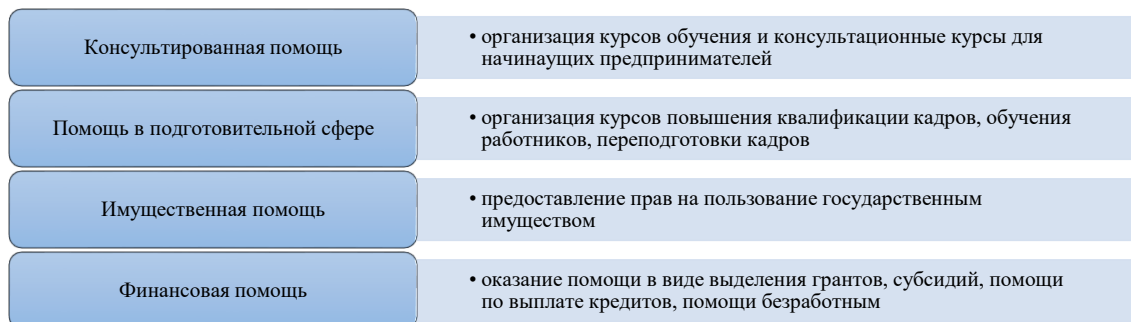 Консультированная помощь
• организация курсов обучения и консультационные курсы для
начинаущих предпринимателей
Помощь в подготовительной сфере
• организация курсов повышения квалификации кадров, обучения
работников, переподготовки кадров
Имущественная помощь
• предоставление прав на пользование государственным
имуществом
Финансовая помощь
• оказание помощи в виде выделения грантов, субсидий, помощи
по выплате кредитов, помощи безработным